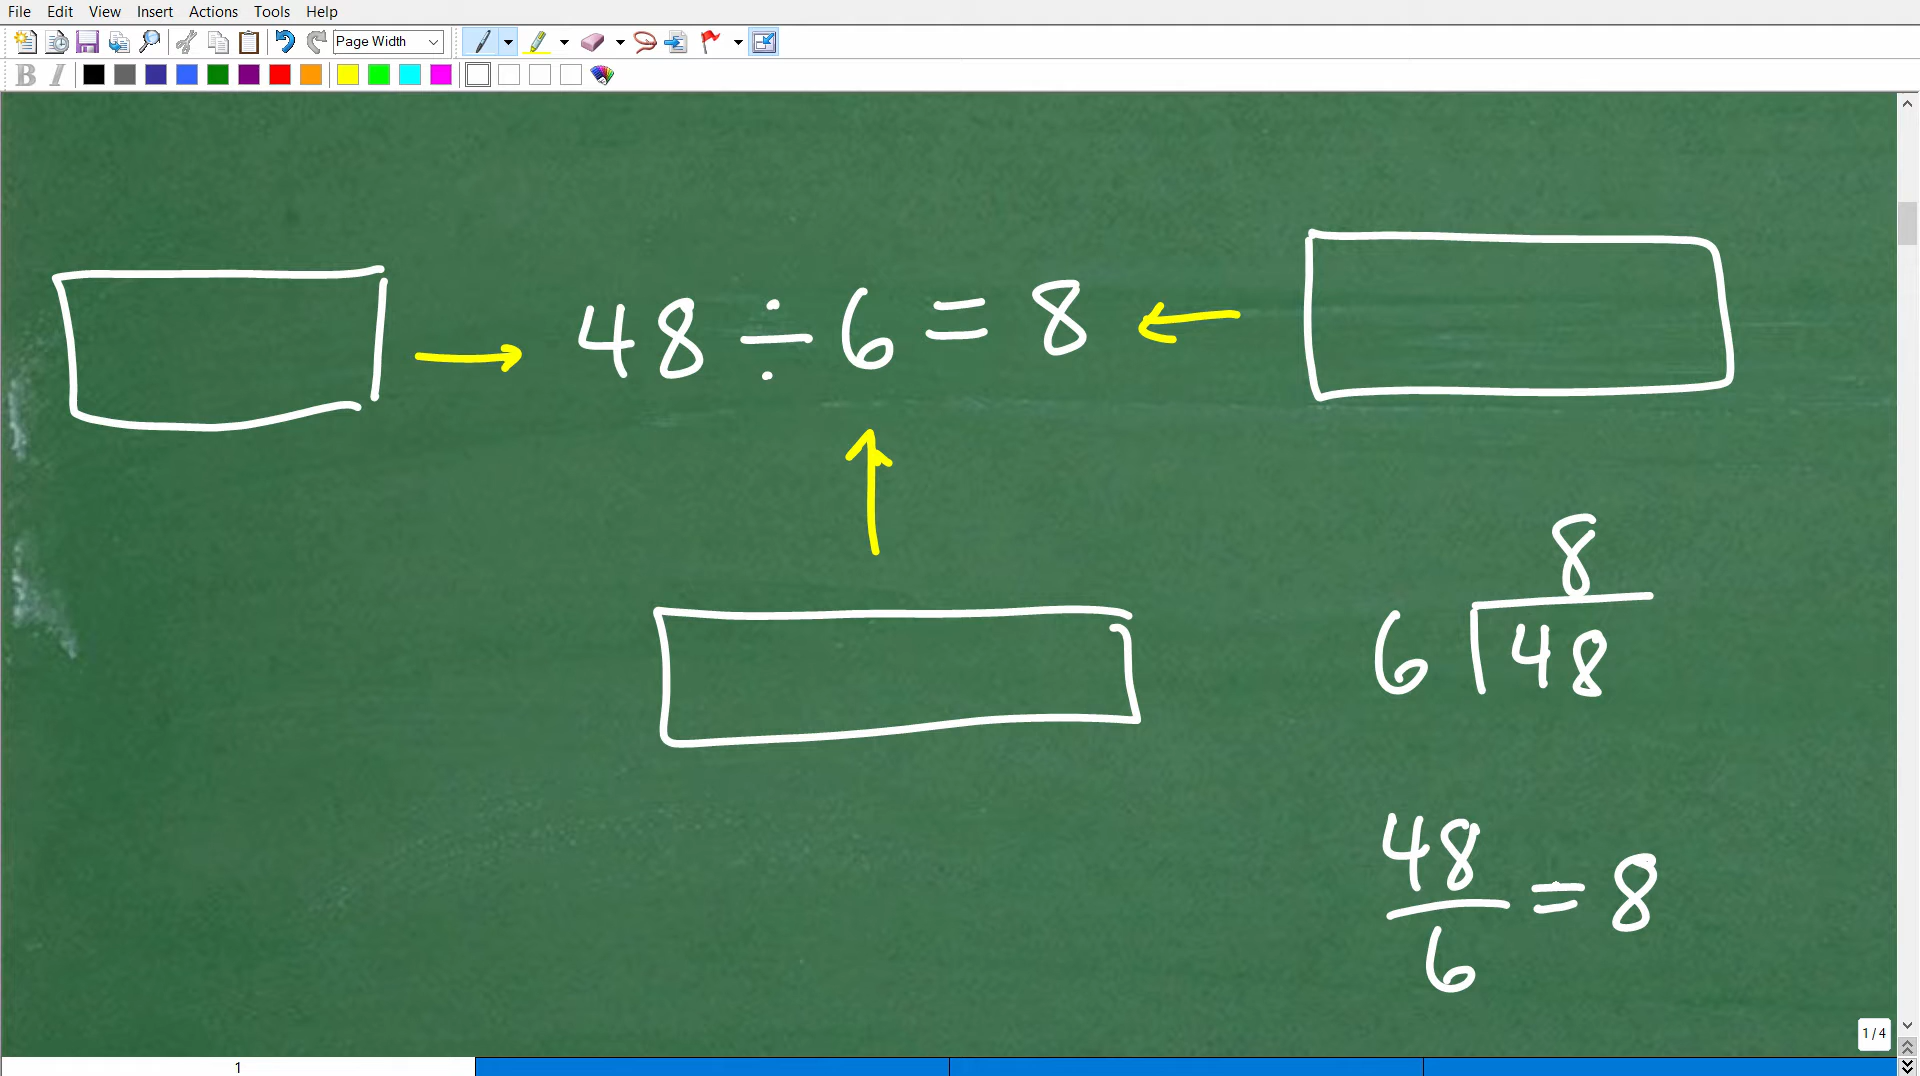 File Edit View Insert Actions Tools Help
Page Width
B I
48 ÷ 6 = 8
8
6 48
48
6
= 8
1 / 4
1